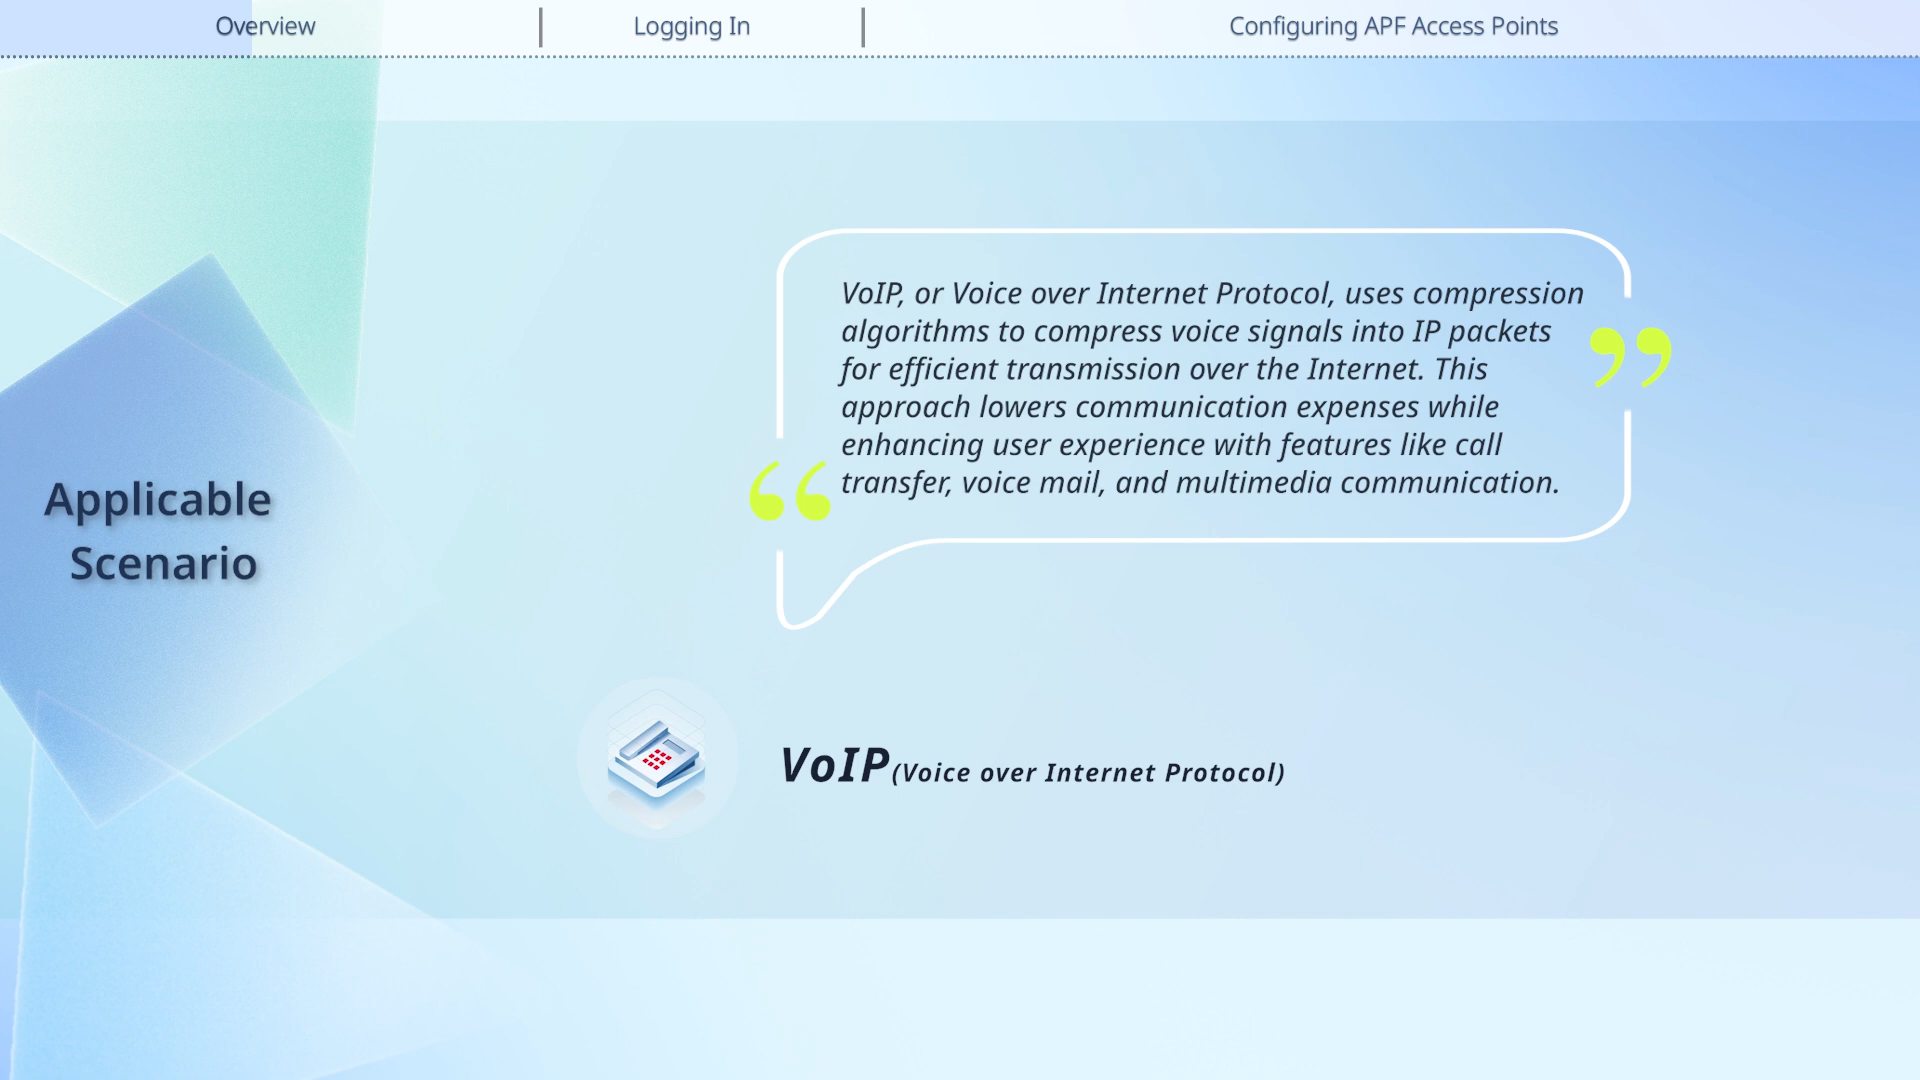 Overview
Logging In
Configuring APF Access Points
Applicable
Scenario
VoIP, or Voice over Internet Protocol, uses compression
algorithms to compress voice signals into IP packets
for efficient transmission over the Internet. This
approach lowers communication expenses while
enhancing user experience with features like call
transfer, voice mail, and multimedia communication.
VoIP(Voice over Internet Protocol)